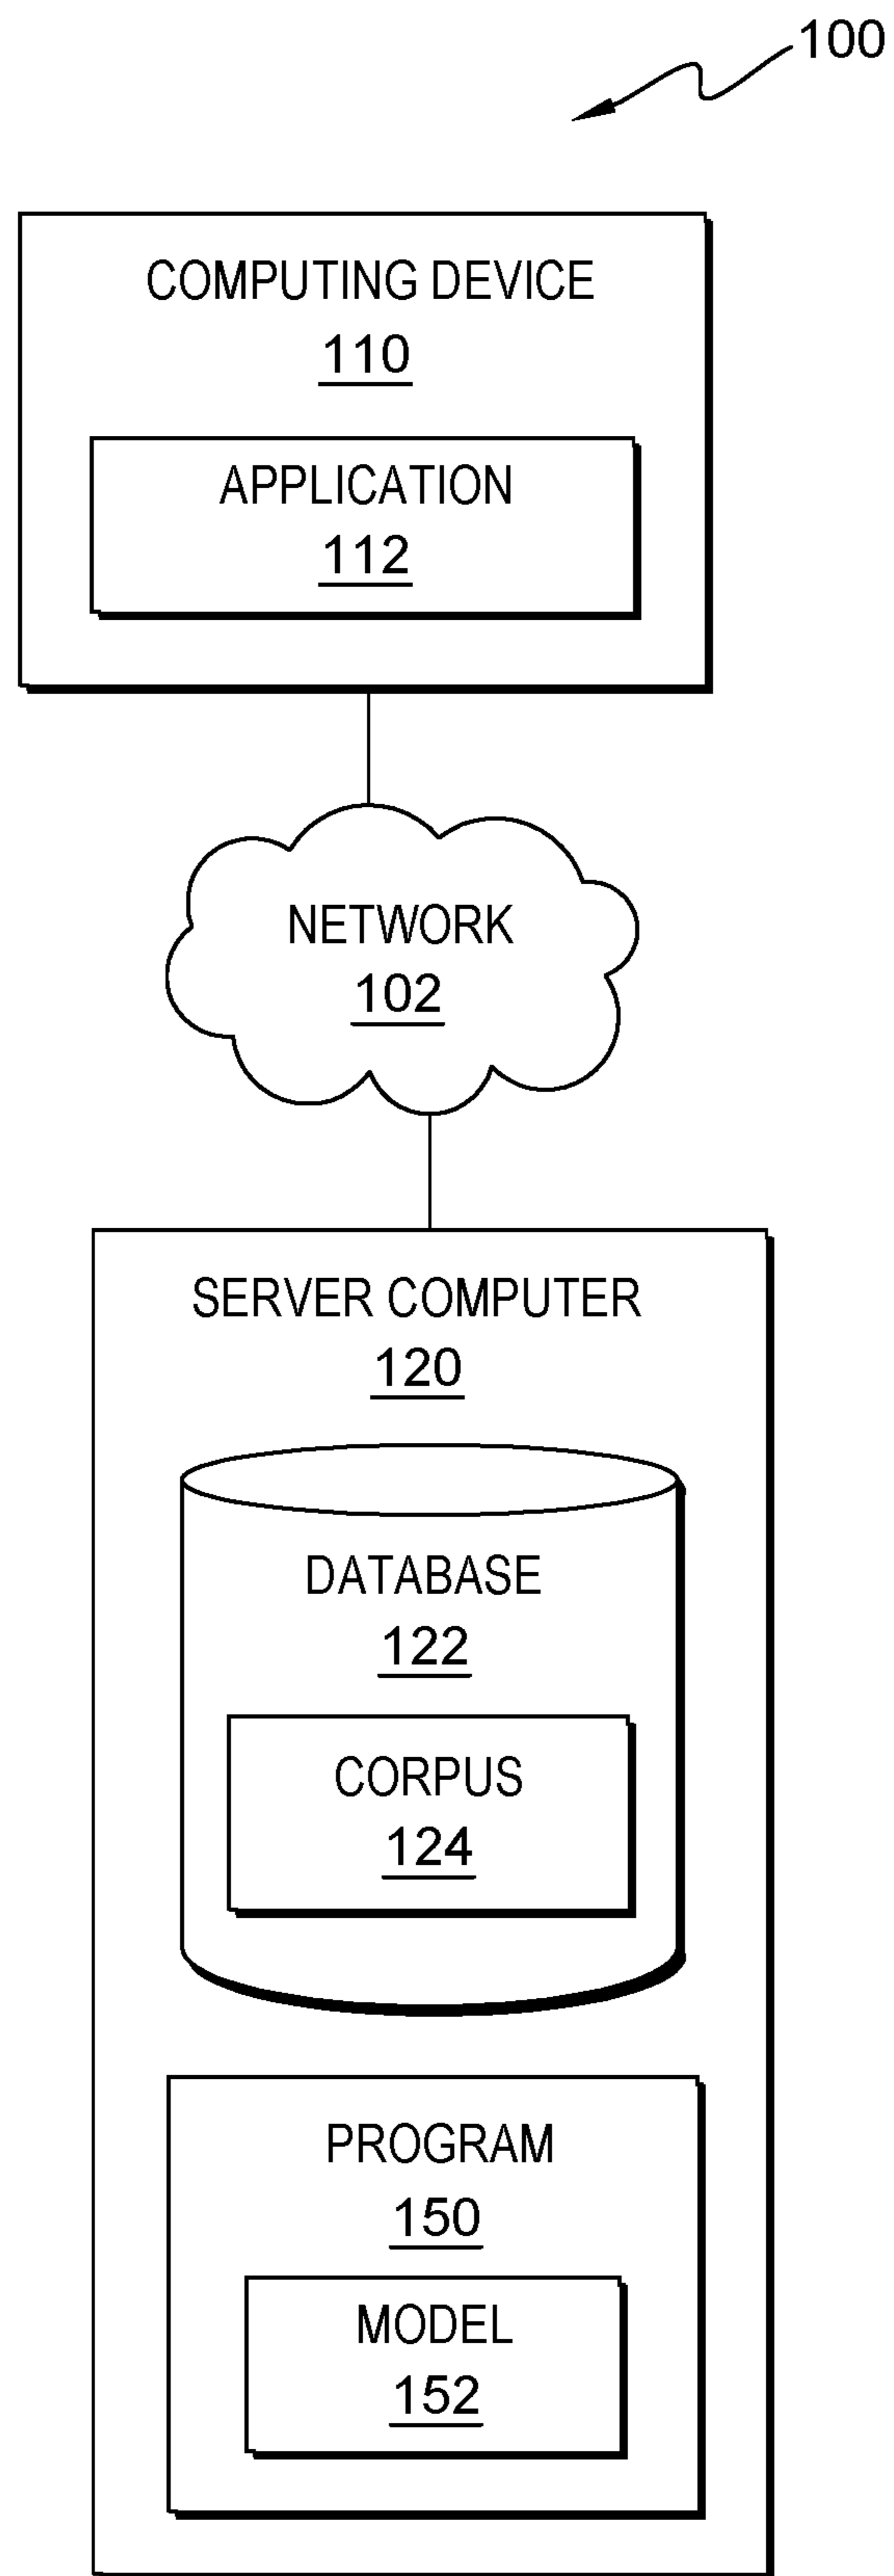 100
COMPUTING DEVICE
110
APPLICATION
112
NETWORK
102
SERVER COMPUTER
120
DATABASE
122
CORPUS
124
PROGRAM
150
MODEL
152